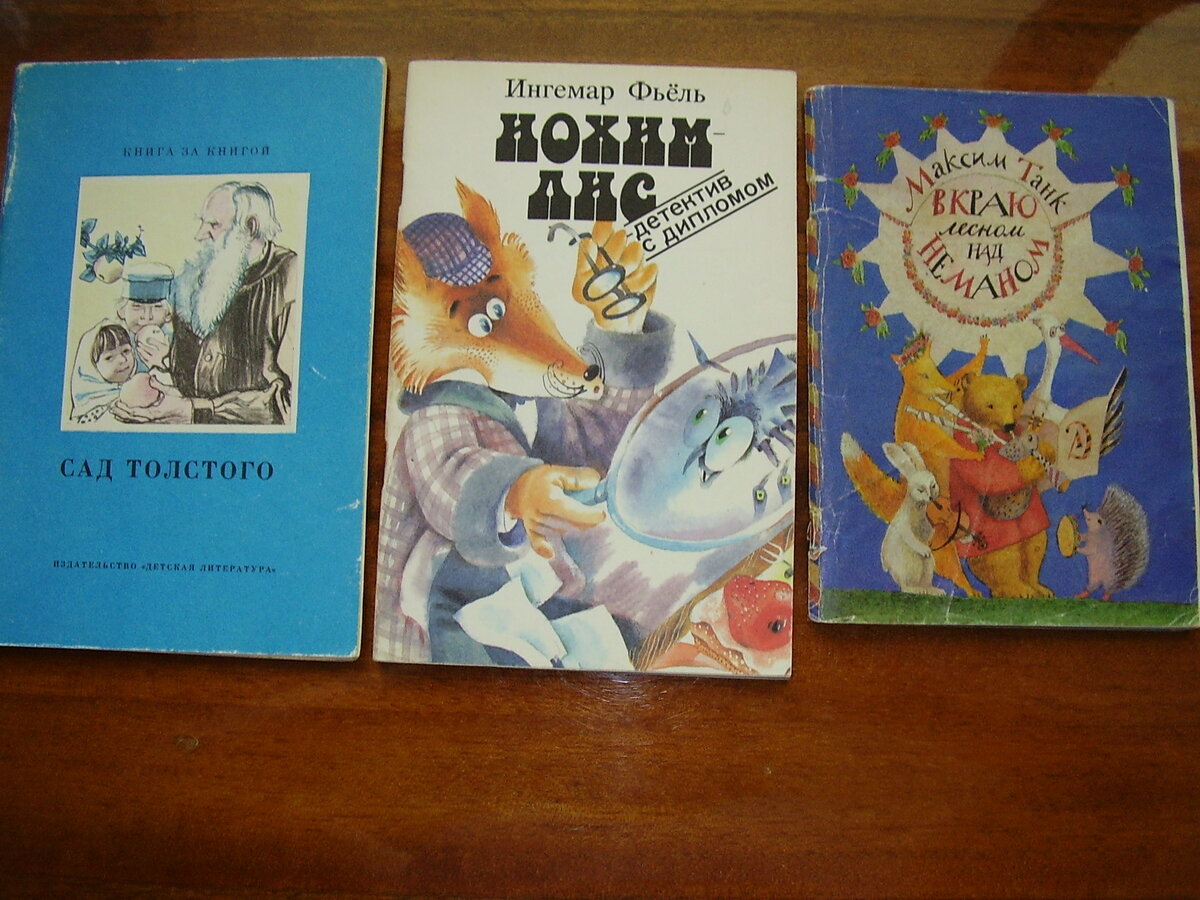 КНИГА ЗА КНИГОЙ
САД ТОЛСТОГО
ИЗДАТЕЛЬСТВО «ДЕТСКАЯ ЛИТЕРАТУРА»
Ингемар Фьёль
ИОХИМ-
ЛИС
-ДЕТЕКТИВ
С ДИПЛОМОМ
Максим Танк
В КРАЮ
лесном
НАД
НЕМАНОМ